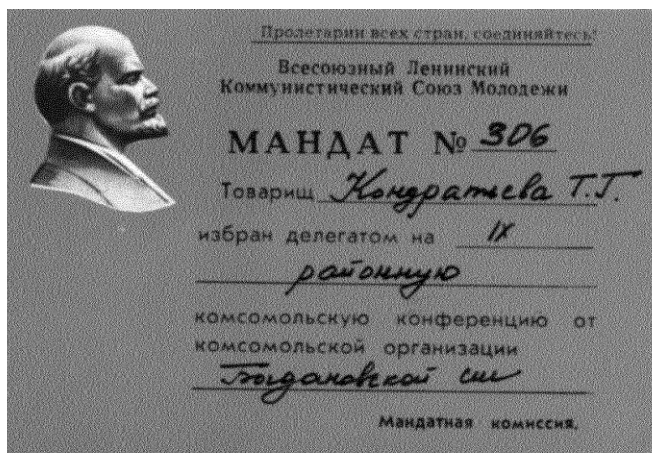 Пролетарии всех стран, соединяйтесь!
Всесоюзный Ленинский
Коммунистический Союз Молодежи
МАНДАТ № 306
Товарищ Кондратьева Т.Г.
избран делегатом на IX
районную
комсомольскую конференцию от
комсомольской организации
Богдановской сш
Мандатная комиссия.